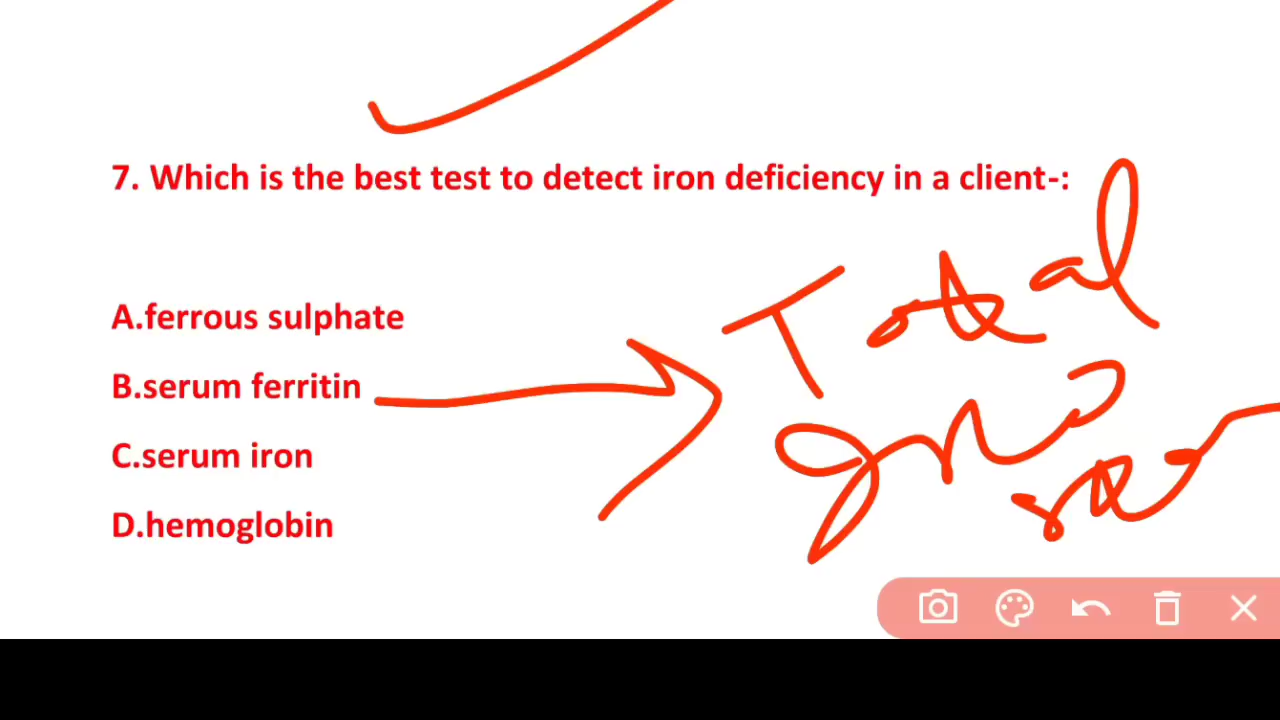 7. Which is the best test to detect iron deficiency in a client-:
A.ferrous sulphate
B.serum ferritin
C.serum iron
D.hemoglobin
Total